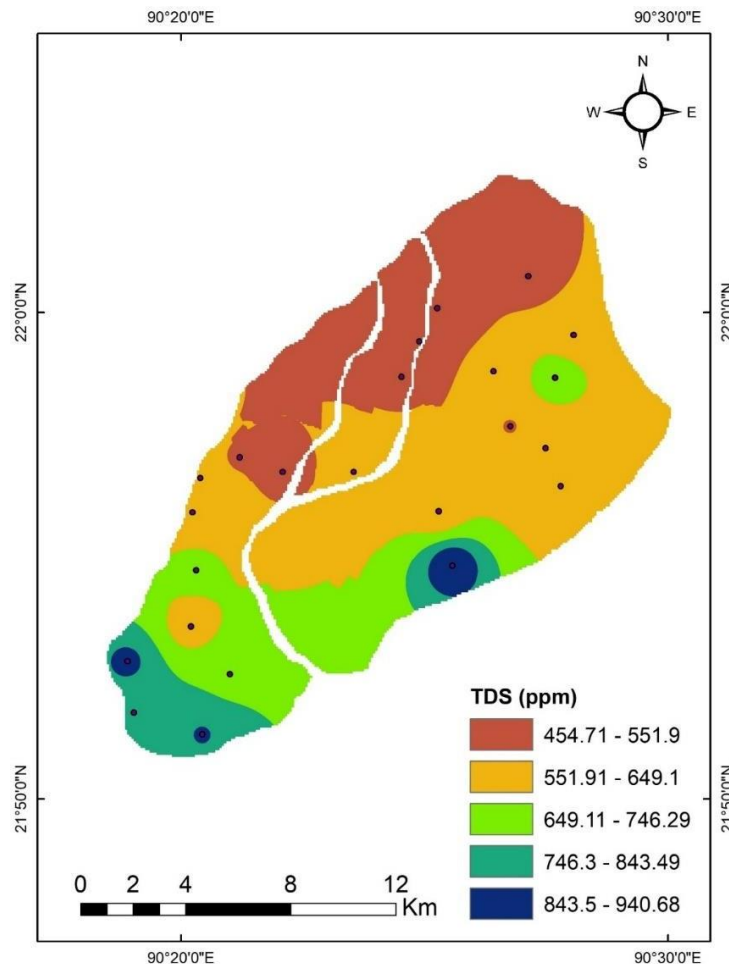 90°20'0"E 90°30'0"E
N
W E
S
22°0'0"N 22°0'0"N
TDS (ppm)
454.71 - 551.9
551.91 - 649.1
649.11 - 746.29
746.3 - 843.49
843.5 - 940.68
21°50'0"N 21°50'0"N
0 2 4 8 12
Km
90°20'0"E 90°30'0"E